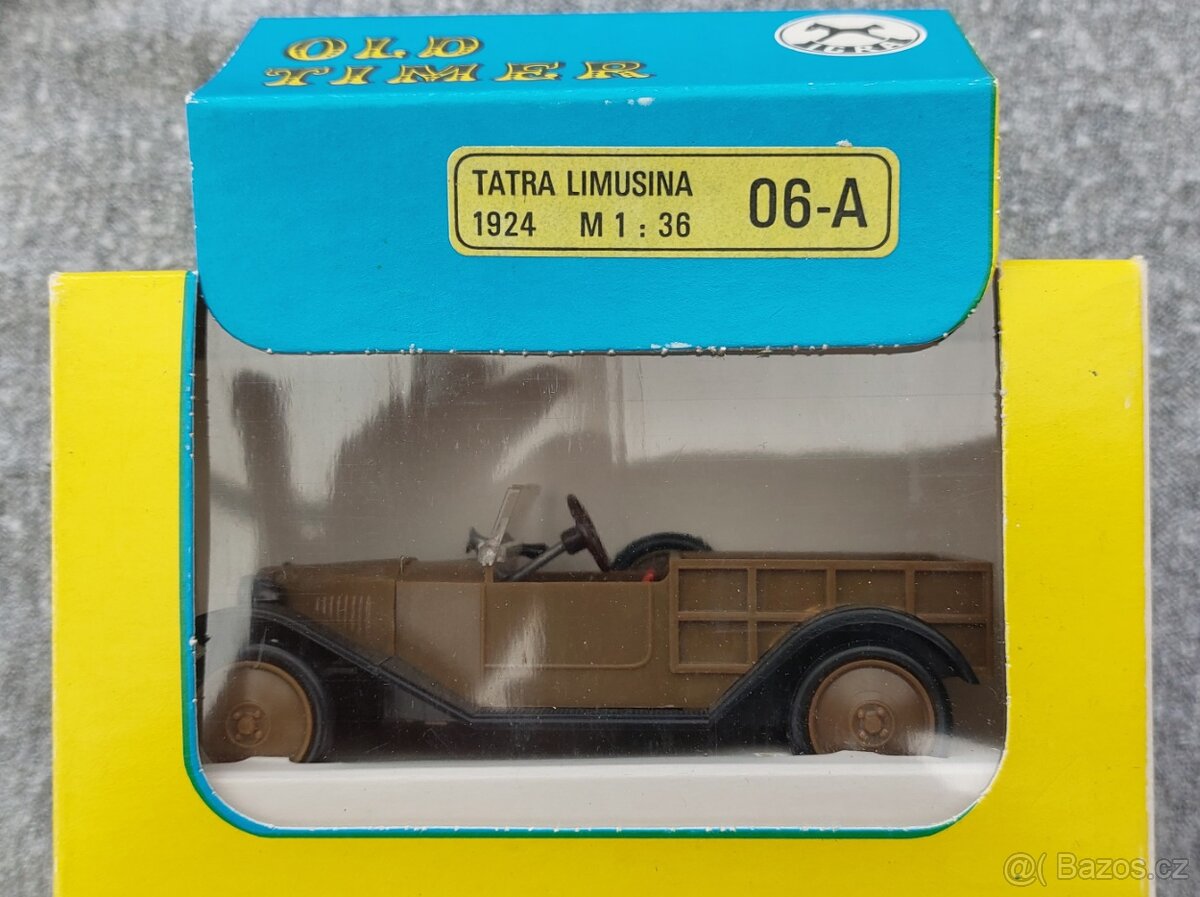 OLD
TIMER
IGRA
TATRA LIMUSINA
1924 M 1 : 36
06-A
@( Bazos.cz